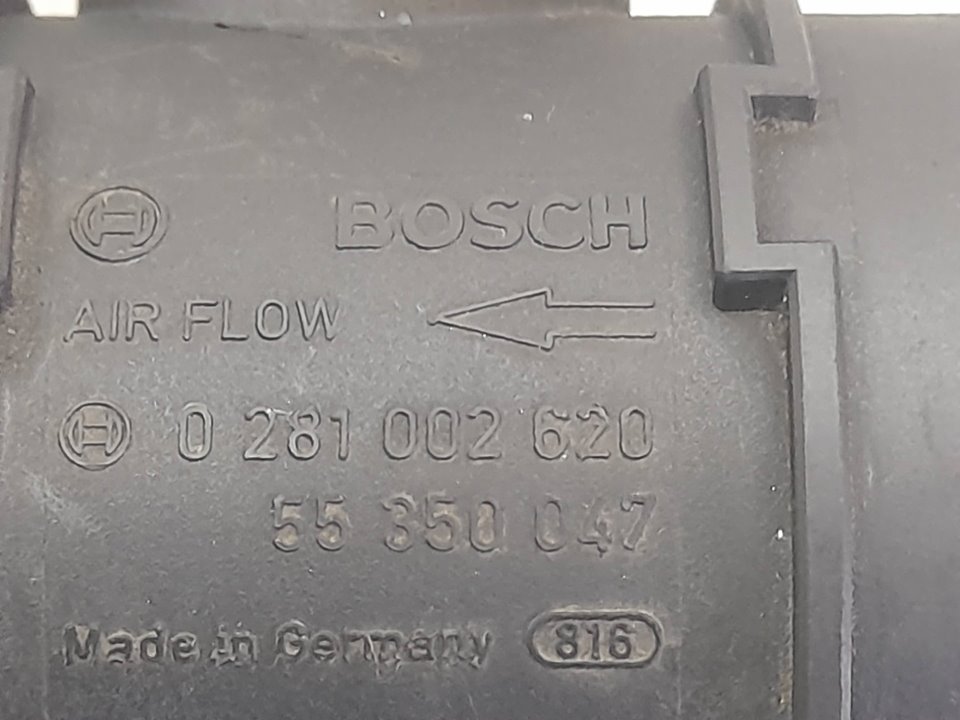 BOSCH
AIR FLOW
0 281 002 620
55 350 047
Made in Germany 816